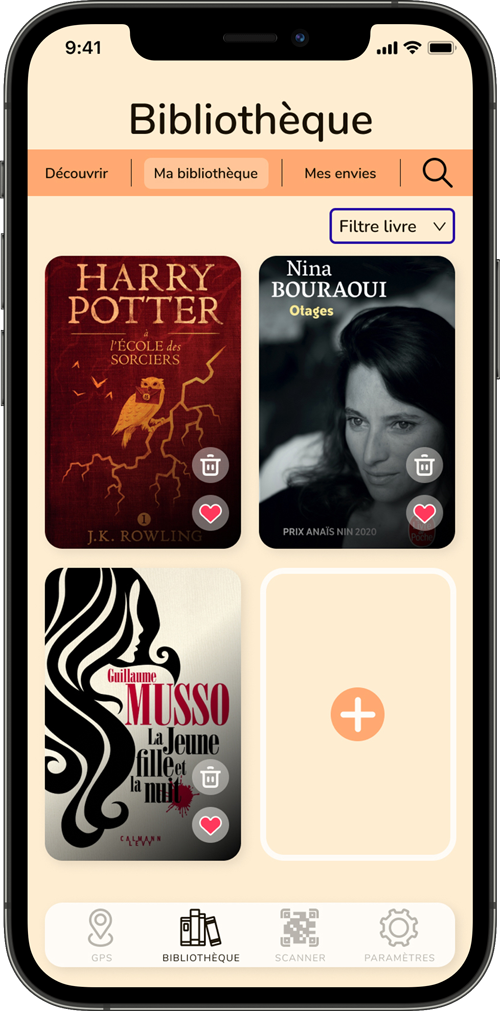 9:41
Bibliothèque
Découvrir
Ma bibliothèque
Mes envies
Filtre livre
HARRY
POTTER
à
l'ÉCOLE des
SORCIERS
1
J.K. ROWLING
Nina
BOURAOUI
Otages
PRIX ANAÏS NIN 2020
Poche
Guillaume
MUSSO
La Jeune
fille et
la nuit
CALMANN
LEVY
GPS
BIBLIOTHÈQUE
SCANNER
PARAMÈTRES